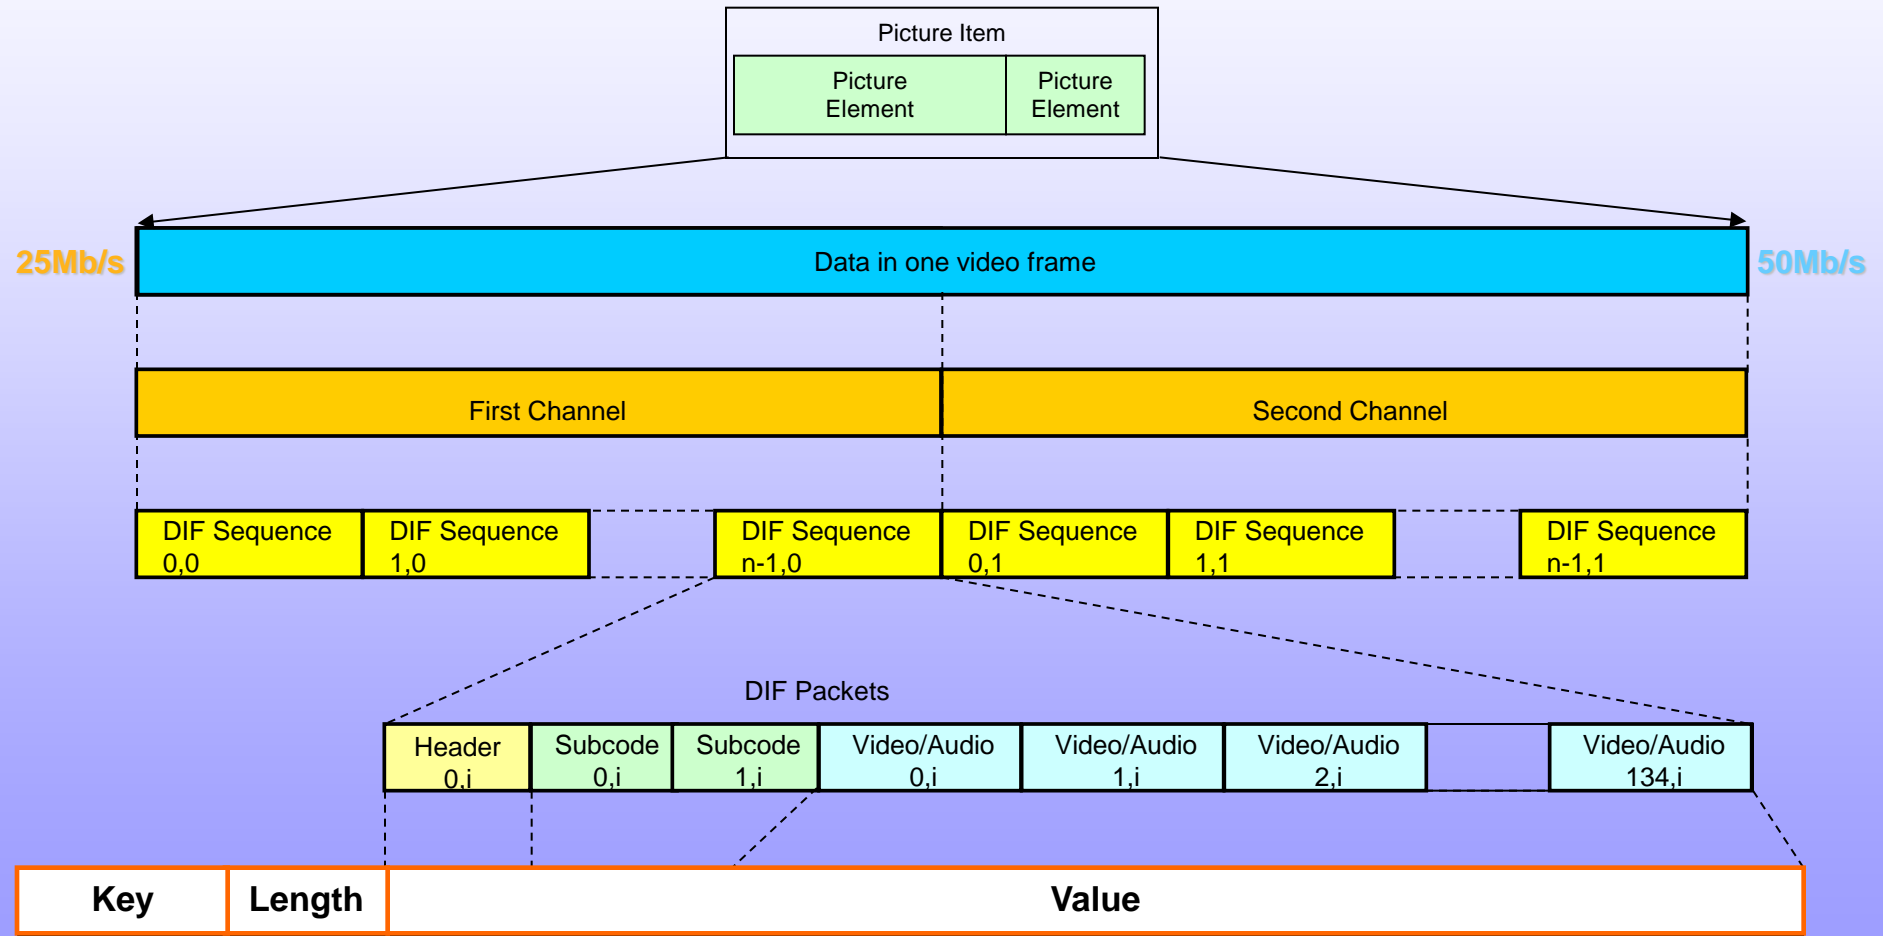 Picture Item
Picture
Element
Picture
Element
25Mb/s
Data in one video frame
50Mb/s
First Channel
Second Channel
DIF Sequence
0,0
DIF Sequence
1,0
DIF Sequence
n-1,0
DIF Sequence
0,1
DIF Sequence
1,1
DIF Sequence
n-1,1
DIF Packets
Header
0,i
Subcode
0,i
Subcode
1,i
Video/Audio
0,i
Video/Audio
1,i
Video/Audio
2,i
Video/Audio
134,i
Key
Length
Value